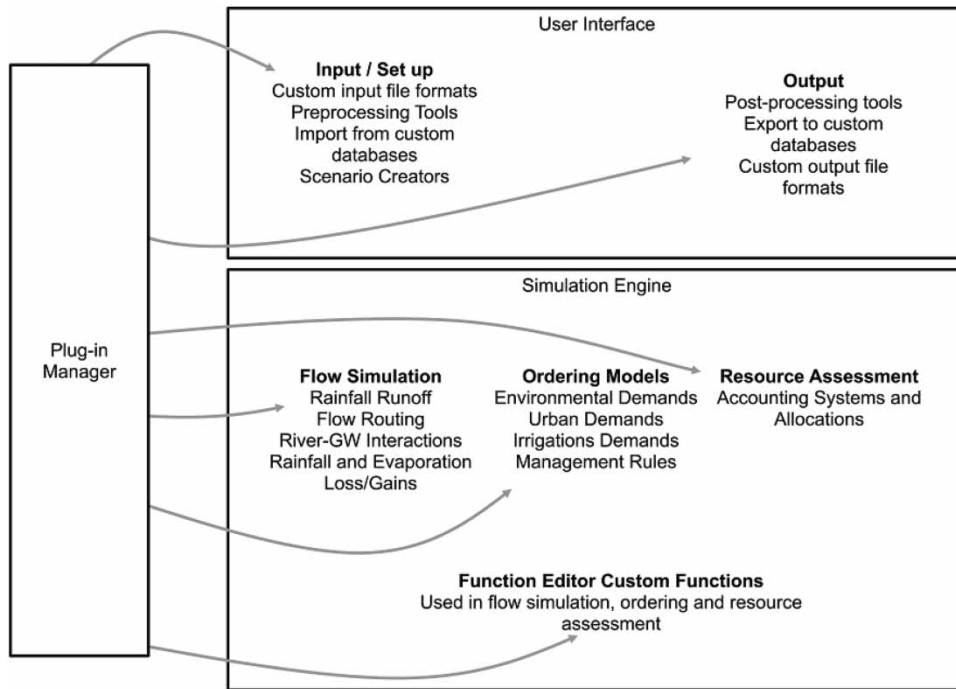 User Interface
Input / Set up
Custom input file formats
Preprocessing Tools
Import from custom
databases
Scenario Creators
Output
Post-processing tools
Export to custom
databases
Custom output file
formats
Plug-in
Manager
Simulation Engine
Flow Simulation
Rainfall Runoff
Flow Routing
River-GW Interactions
Rainfall and Evaporation
Loss/Gains
Ordering Models
Environmental Demands
Urban Demands
Irrigations Demands
Management Rules
Resource Assessment
Accounting Systems and
Allocations
Function Editor Custom Functions
Used in flow simulation, ordering and resource
assessment